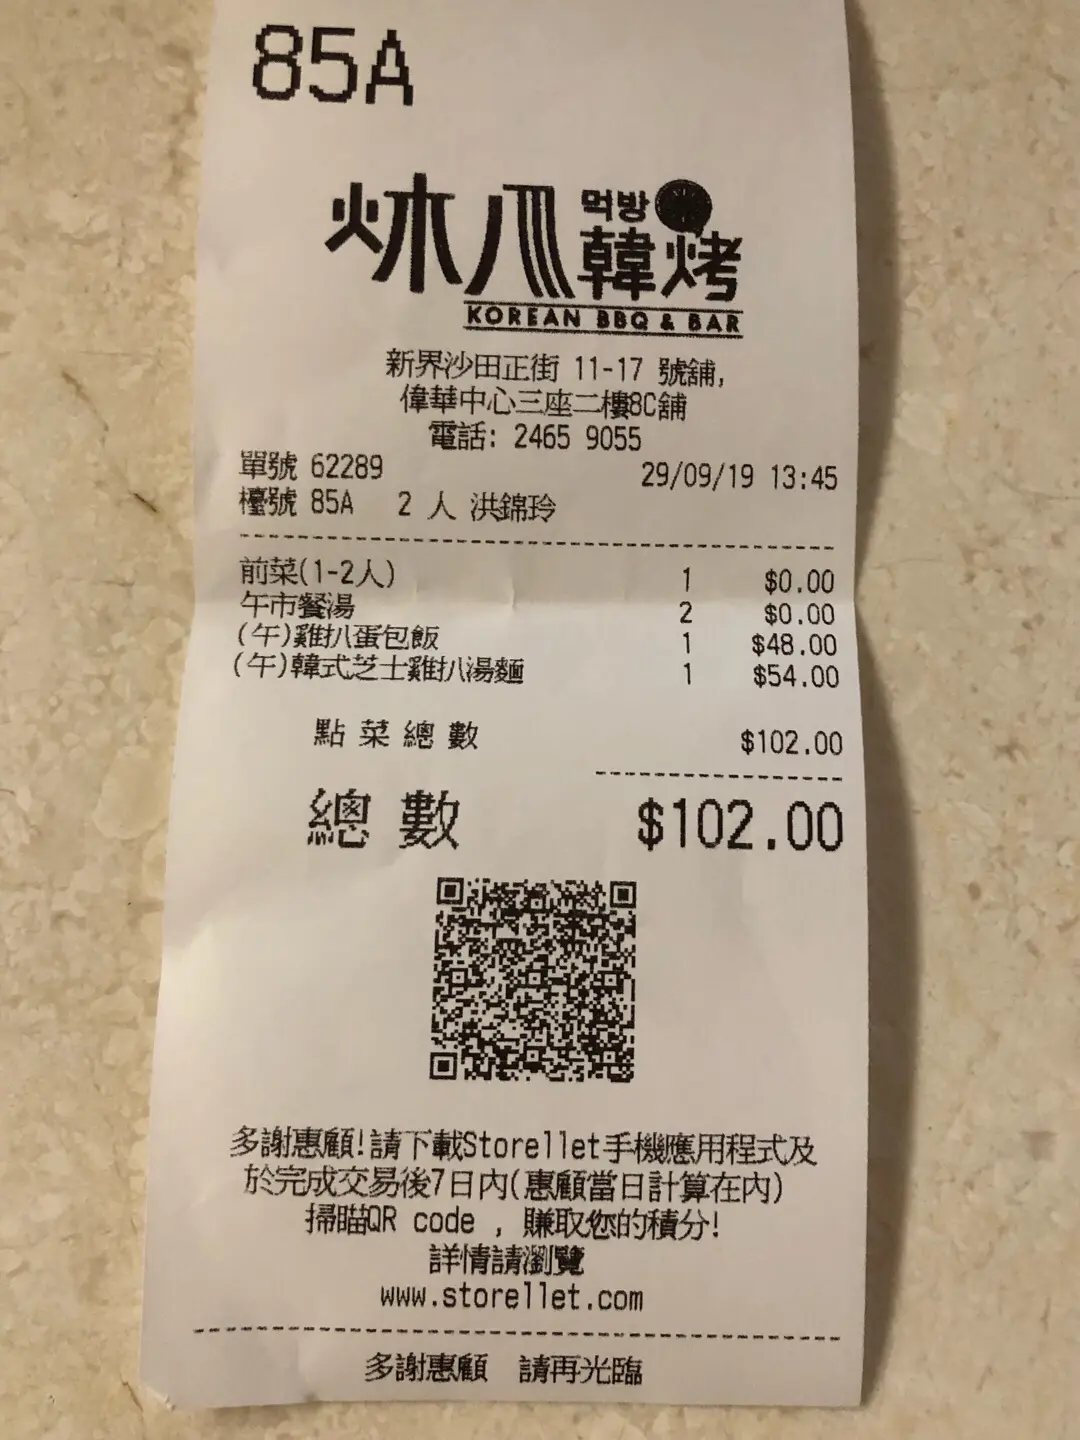 85A
炑八 먹방 韓烤
KOREAN BBQ & BAR
新界沙田正街 11-17 號舖,
偉華中心三座二樓8C舖
電話: 2465 9055
單號 62289 29/09/19 13:45
檯號 85A 2 人 洪錦玲
前菜(1-2人) 1 $0.00
午市餐湯 2 $0.00
(午)雞扒蛋包飯 1 $48.00
(午)韓式芝士雞扒湯麵 1 $54.00
點菜總數 $102.00
總數 $102.00
多謝惠顧!請下載Storellet手機應用程式及
於完成交易後7日內(惠顧當日計算在內)
掃瞄QR code , 賺取您的積分!
詳情請瀏覽
www.storellet.com
多謝惠顧 請再光臨